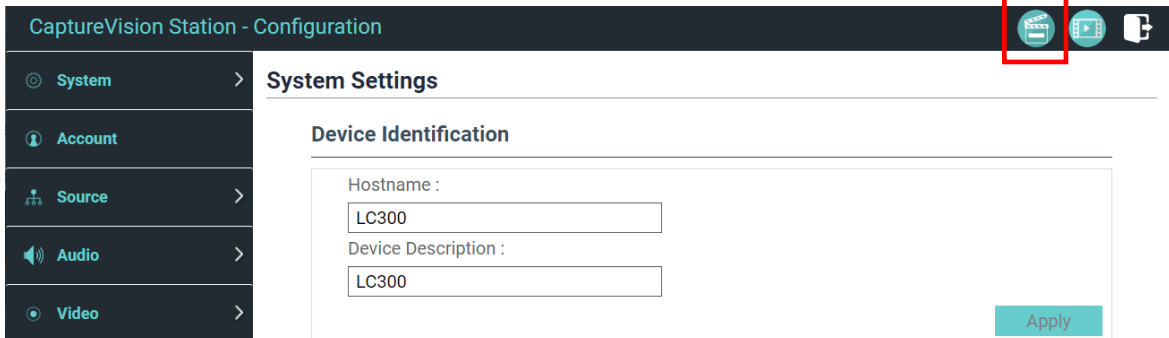 CaptureVision Station - Configuration
System
System Settings
Device Identification
Account
Hostname :
Source
LC300
Device Description :
Audio
LC300
Video
Apply